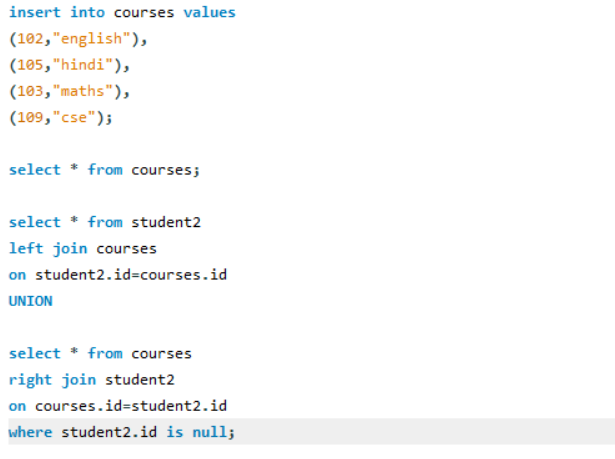 insert into courses values
(102,"english"),
(105,"hindi"),
(103,"maths"),
(109,"cse");
select * from courses;
select * from student2
left join courses
on student2.id=courses.id
UNION
select * from courses
right join student2
on courses.id=student2.id
where student2.id is null;